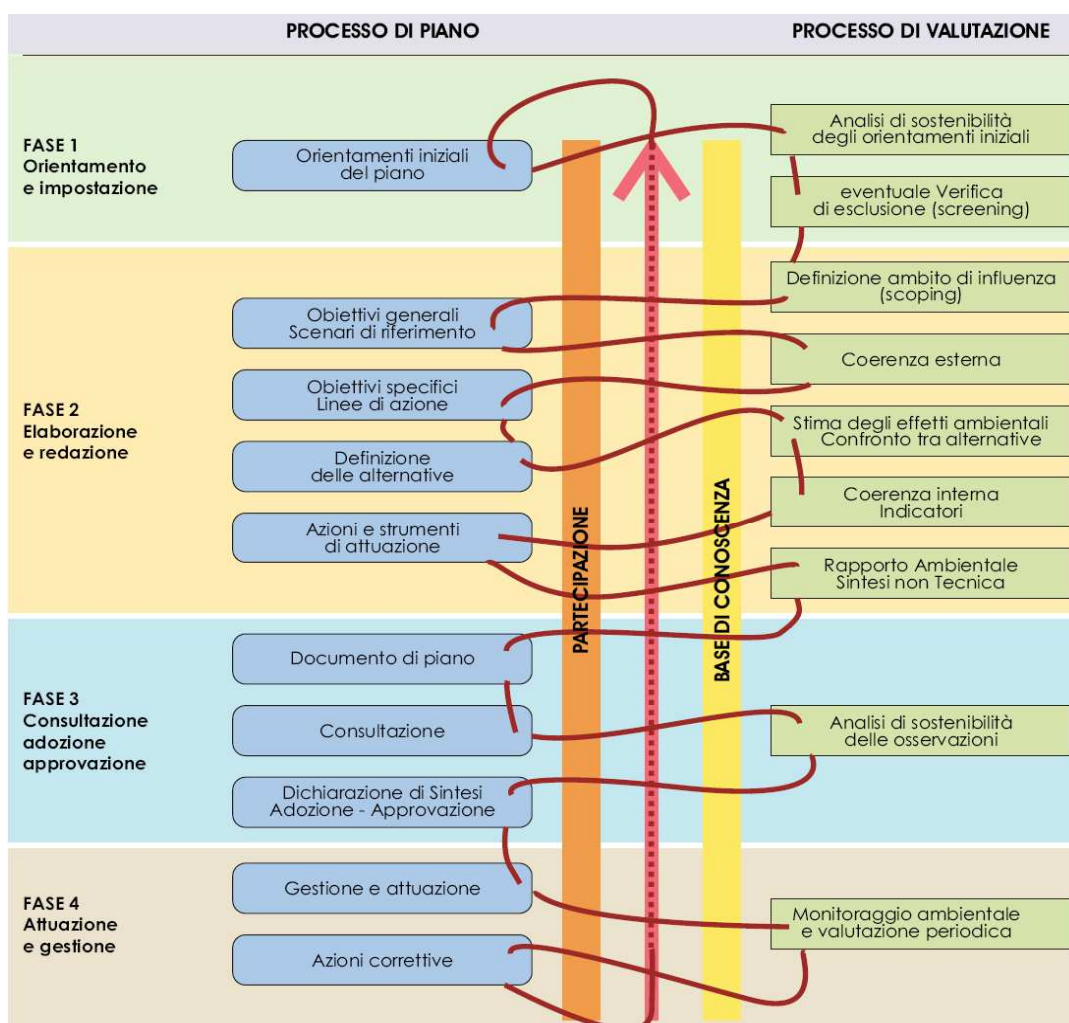 PROCESSO DI PIANO
PROCESSO DI VALUTAZIONE
FASE 1
Orientamento
e impostazione
Orientamenti iniziali
del piano
Analisi di sostenibilità
degli orientamenti iniziali
eventuale Verifica
di esclusione (screening)
FASE 2
Elaborazione
e redazione
Obiettivi generali
Scenari di riferimento
Obiettivi specifici
Linee di azione
Definizione
delle alternative
Azioni e strumenti
di attuazione
Definizione ambito di influenza
(scoping)
Coerenza esterna
Stima degli effetti ambientali
Confronto tra alternative
Coerenza interna
Indicatori
Rapporto Ambientale
Sintesi non Tecnica
PARTECIPAZIONE
BASE DI CONOSCENZA
FASE 3
Consultazione
adozione
approvazione
Documento di piano
Consultazione
Dichiarazione di Sintesi
Adozione - Approvazione
Analisi di sostenibilità
delle osservazioni
FASE 4
Attuazione
e gestione
Gestione e attuazione
Azioni correttive
Monitoraggio ambientale
e valutazione periodica